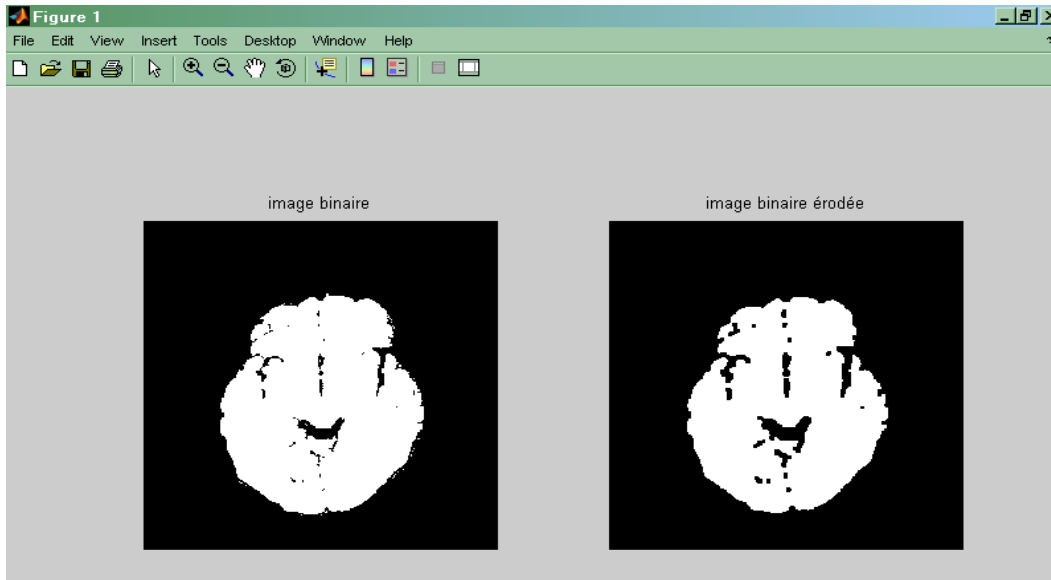 Figure 1
File Edit View Insert Tools Desktop Window Help
image binaire
image binaire érodée